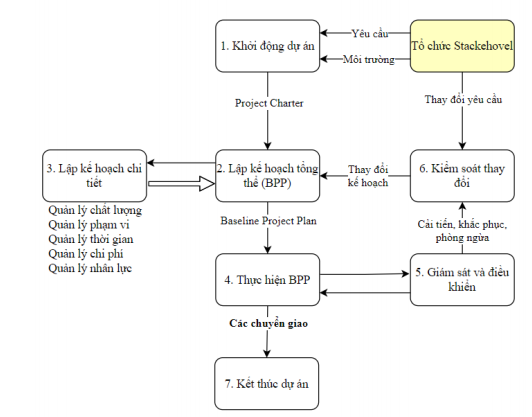 Yêu cầu
1. Khởi động dự án
Tổ chức Stackehovel
Môi trường
Project Charter
Thay đổi yêu cầu
3. Lập kế hoạch chi
tiết
2. Lập kế hoạch tổng
thể (BPP)
Thay đổi
kế hoạch
6. Kiểm soát thay
đổi
Quản lý chất lượng
Quản lý phạm vi
Quản lý thời gian
Quản lý chi phí
Quản lý nhân lực
Baseline Project Plan
Cải tiến, khắc phục,
phòng ngừa
4. Thực hiện BPP
5. Giám sát và điều
khiển
Các chuyển giao
7. Kết thúc dự án